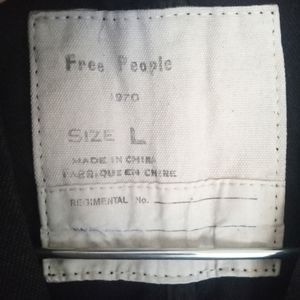 Free People
1970
SIZE L
MADE IN CHINA
FABRIQUE EN CHINE
REGIMENTAL No.